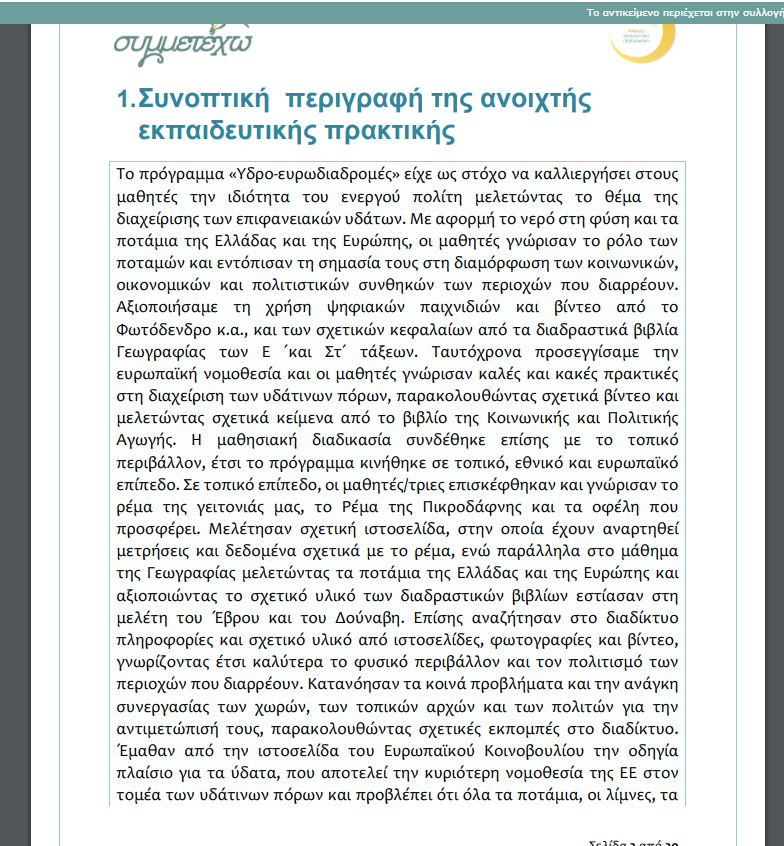 Το αντικείμενο περιέχεται στην συλλογή
συμμετέχω
1.Συνοπτική περιγραφή της ανοιχτής
εκπαιδευτικής πρακτικής
Το πρόγραμμα «Υδρο-ευρωδιαδρομές» είχε ως στόχο να καλλιεργήσει στους
μαθητές την ιδιότητα του ενεργού πολίτη μελετώντας το θέμα της
διαχείρισης των επιφανειακών υδάτων. Με αφορμή το νερό στη φύση και τα
ποτάμια της Ελλάδας και της Ευρώπης, οι μαθητές γνώρισαν το ρόλο των
ποταμών και εντόπισαν τη σημασία τους στη διαμόρφωση των κοινωνικών,
οικονομικών και πολιτιστικών συνθηκών των περιοχών που διαρρέουν.
Αξιοποιήσαμε τη χρήση ψηφιακών παιχνιδιών και βίντεο από το
Φωτόδενδρο κ.α., και των σχετικών κεφαλαίων από τα διαδραστικά βιβλία
Γεωγραφίας των Ε ΄και Στ΄ τάξεων. Ταυτόχρονα προσεγγίσαμε την
ευρωπαϊκή νομοθεσία και οι μαθητές γνώρισαν καλές και κακές πρακτικές
στη διαχείριση των υδάτινων πόρων, παρακολουθώντας σχετικά βίντεο και
μελετώντας σχετικά κείμενα από το βιβλίο της Κοινωνικής και Πολιτικής
Αγωγής. Η μαθησιακή διαδικασία συνδέθηκε επίσης με το τοπικό
περιβάλλον, έτσι το πρόγραμμα κινήθηκε σε τοπικό, εθνικό και ευρωπαϊκό
επίπεδο. Σε τοπικό επίπεδο, οι μαθητές/τριες επισκέφθηκαν και γνώρισαν το
ρέμα της γειτονιάς μας, το Ρέμα της Πικροδάφνης και τα οφέλη που
προσφέρει. Μελέτησαν σχετική ιστοσελίδα, στην οποία έχουν αναρτηθεί
μετρήσεις και δεδομένα σχετικά με το ρέμα, ενώ παράλληλα στο μάθημα
της Γεωγραφίας μελετώντας τα ποτάμια της Ελλάδας και της Ευρώπης και
αξιοποιώντας το σχετικό υλικό των διαδραστικών βιβλίων εστίασαν στη
μελέτη του Έβρου και του Δούναβη. Επίσης αναζήτησαν στο διαδίκτυο
πληροφορίες και σχετικό υλικό από ιστοσελίδες, φωτογραφίες και βίντεο,
γνωρίζοντας έτσι καλύτερα το φυσικό περιβάλλον και τον πολιτισμό των
περιοχών που διαρρέουν. Κατανόησαν τα κοινά προβλήματα και την ανάγκη
συνεργασίας των χωρών, των τοπικών αρχών και των πολιτών για την
αντιμετώπισή τους, παρακολουθώντας σχετικές εκπομπές στο διαδίκτυο.
Έμαθαν από την ιστοσελίδα του Ευρωπαϊκού Κοινοβουλίου την οδηγία
πλαίσιο για τα ύδατα, που αποτελεί την κυριότερη νομοθεσία της ΕΕ στον
τομέα των υδάτινων πόρων και προβλέπει ότι όλα τα ποτάμια, οι λίμνες, τα